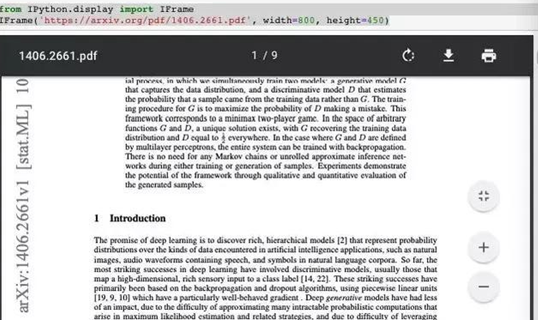 from IPython.display import IFrame
IFrame('https://arxiv.org/pdf/1406.2661.pdf', width=800, height=450)
1406.2661.pdf
1 / 9
arXiv:1406.2661v1 [stat.ML] 10
ial process, in which we simultaneously train two models: a generative model G
that captures the data distribution, and a discriminative model D that estimates
the probability that a sample came from the training data rather than G. The train-
ing procedure for G is to maximize the probability of D making a mistake. This
framework corresponds to a minimax two-player game. In the space of arbitrary
functions G and D, a unique solution exists, with G recovering the training data
distribution and D equal to ½ everywhere. In the case where G and D are defined
by multilayer perceptrons, the entire system can be trained with backpropagation.
There is no need for any Markov chains or unrolled approximate inference net-
works during either training or generation of samples. Experiments demonstrate
the potential of the framework through qualitative and quantitative evaluation of
the generated samples.
1 Introduction
The promise of deep learning is to discover rich, hierarchical models [2] that represent probability
distributions over the kinds of data encountered in artificial intelligence applications, such as natural
images, audio waveforms containing speech, and symbols in natural language corpora. So far, the
most striking successes in deep learning have involved discriminative models, usually those that
map a high-dimensional, rich sensory input to a class label [14, 22]. These striking successes have
primarily been based on the backpropagation and dropout algorithms, using piecewise linear units
[19, 9, 10] which have a particularly well-behaved gradient . Deep generative models have had less
of an impact, due to the difficulty of approximating many intractable probabilistic computations that
arise in maximum likelihood estimation and related strategies, and due to difficulty of leveraging